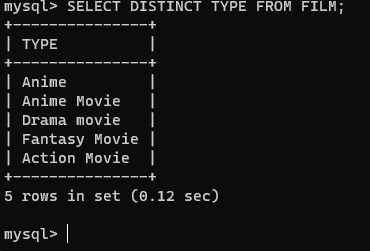 mysql> SELECT DISTINCT TYPE FROM FILM;
+---------------+
| TYPE          |
+---------------+
| Anime         |
| Anime Movie   |
| Drama movie   |
| Fantasy Movie |
| Action Movie  |
+---------------+
5 rows in set (0.12 sec)
mysql>